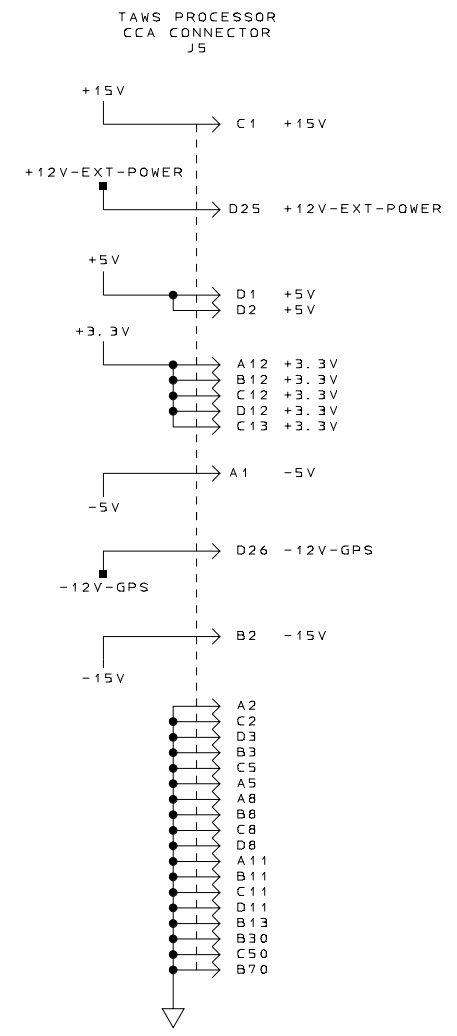 TAWS PROCESSOR
CCA CONNECTOR
J5
+15V
C1 +15V
+12V-EXT-POWER
D25 +12V-EXT-POWER
+5V
D1 +5V
D2 +5V
+3.3V
A12 +3.3V
B12 +3.3V
C12 +3.3V
D12 +3.3V
C13 +3.3V
A1 -5V
-5V
D26 -12V-GPS
-12V-GPS
B2 -15V
-15V
A2
C2
D3
B3
C5
A5
A8
B8
C8
D8
A11
B11
C11
D11
B13
B30
C50
B70